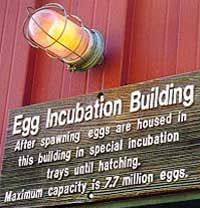 Egg Incubation Building
After spawning eggs are housed in
this building in special incubation
trays until hatching.
Maximum capacity is 7.7 million eggs.